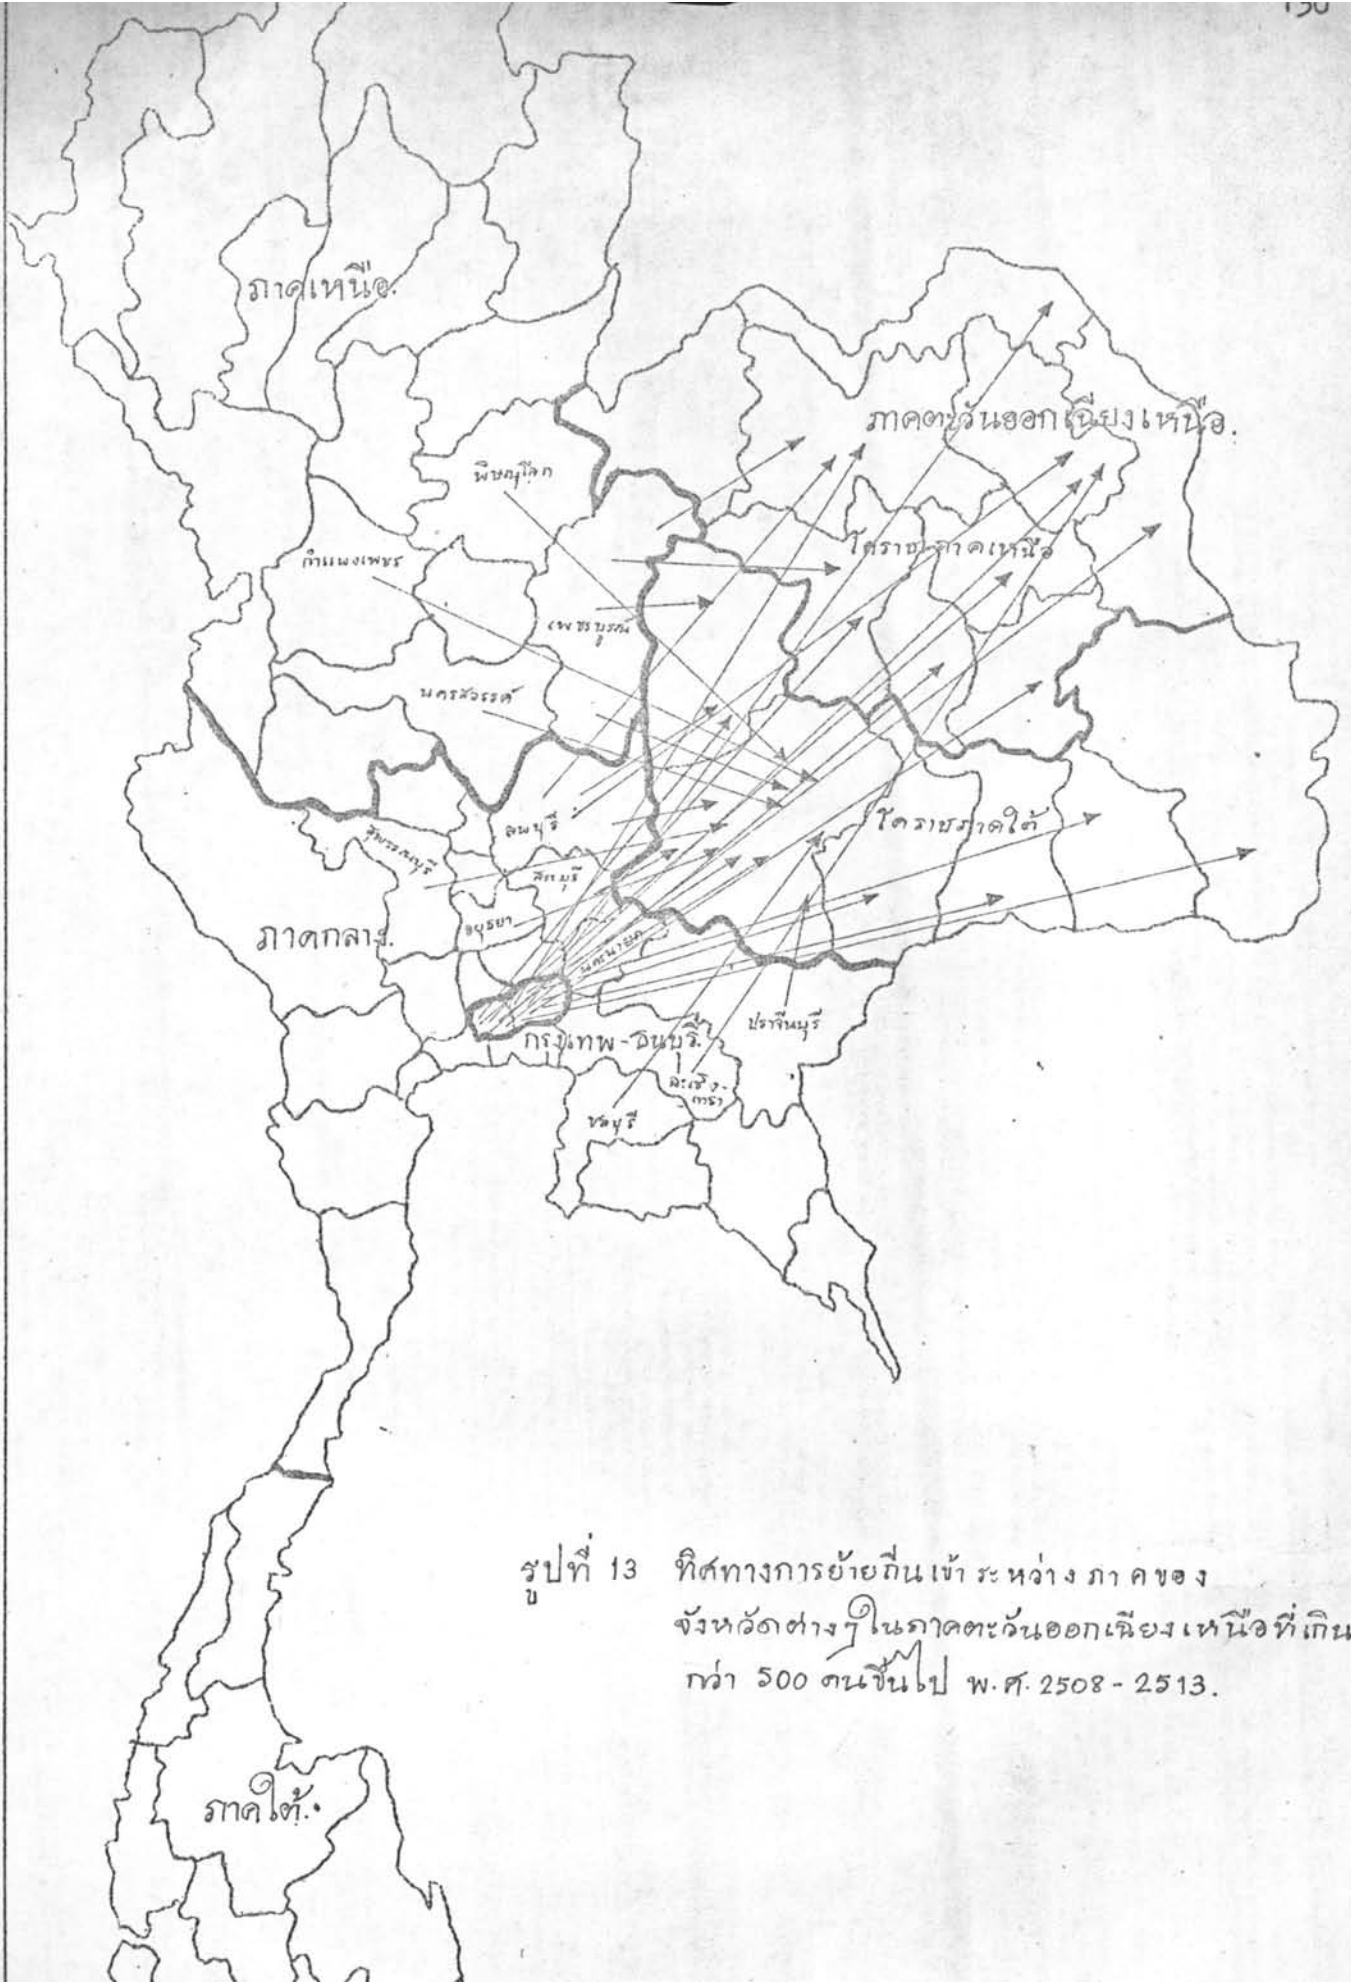 ภาคเหนือ.
ภาคตะวันออกเฉียงเหนือ.
พิษณุโลก
โคราชภาคเหนือ
กำแพงเพชร
เพชรบูรณ์
นครสวรรค์
ลพบุรี
โคราชภาคใต้
สุพรรณบุรี
สระบุรี
อยุธยา
ภาคกลาง.
นครนายก
ปราจีนบุรี
กรุงเทพ-ธนบุรี.
ฉะเชิง-
เทรา
ชลบุรี
รูปที่ 13 ทิศทางการย้ายถิ่นเข้าระหว่างภาคของ
จังหวัดต่างๆในภาคตะวันออกเฉียงเหนือที่เกิน
กว่า 500 คนขึ้นไป พ.ศ. 2508 - 2513.
ภาคใต้.